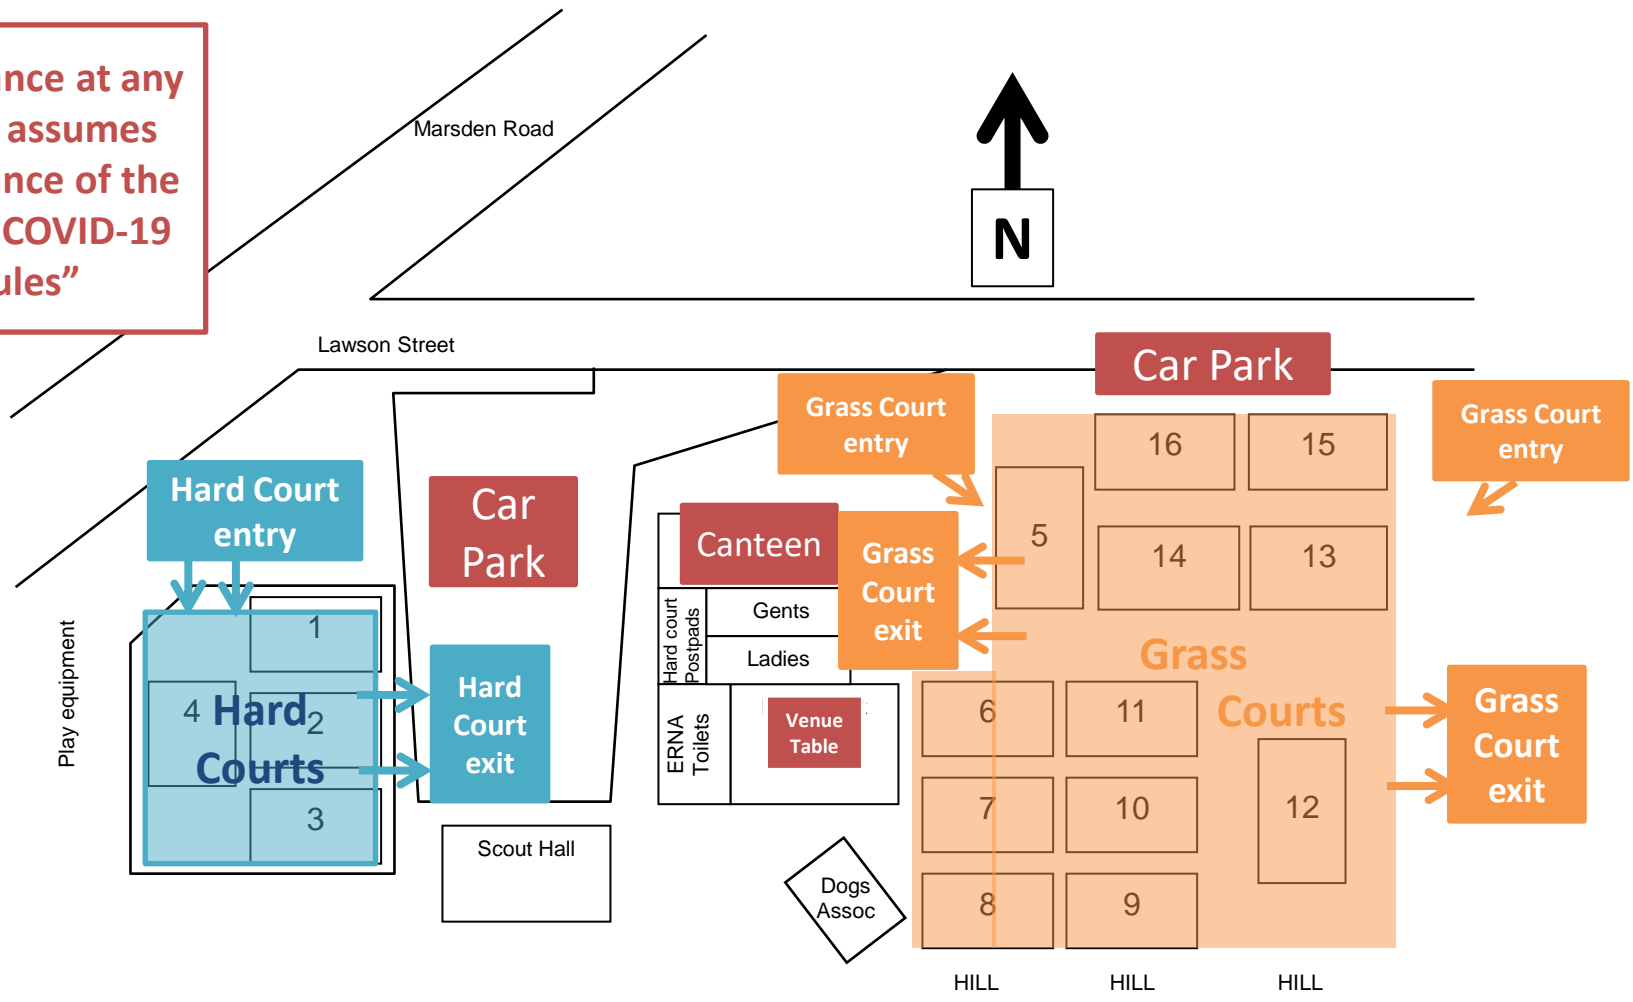 ance at any
assumes
nce of the
COVID-19
ules”
Marsden Road
N
Lawson Street
Car Park
Grass Court
entry
Grass Court
entry
16
15
Hard Court
entry
Car
Park
Canteen
Grass
Court
exit
5
14
13
Play equipment
1
4
2
3
Hard
Courts
Hard
Court
exit
Hard court
Postpads
Gents
Ladies
ERNA
Toilets
Venue
Table
Grass
Courts
6
11
7
10
12
8
9
Grass
Court
exit
Scout Hall
Dogs
Assoc
HILL
HILL
HILL